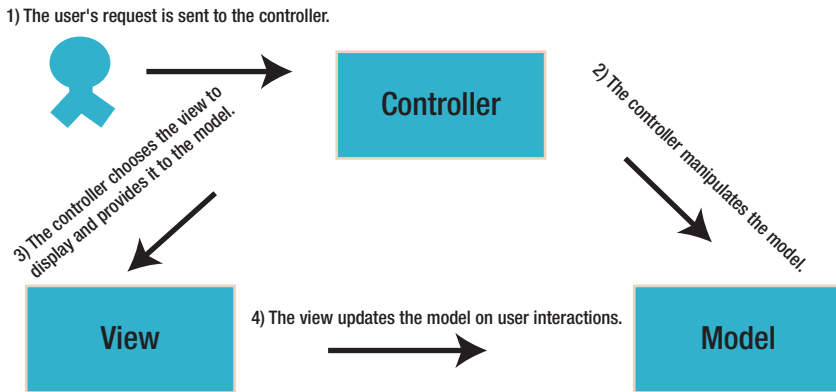 1) The user's request is sent to the controller.
Controller
2) The controller manipulates the model.
3) The controller chooses the view to
display and provides it to the model.
View
4) The view updates the model on user interactions.
Model